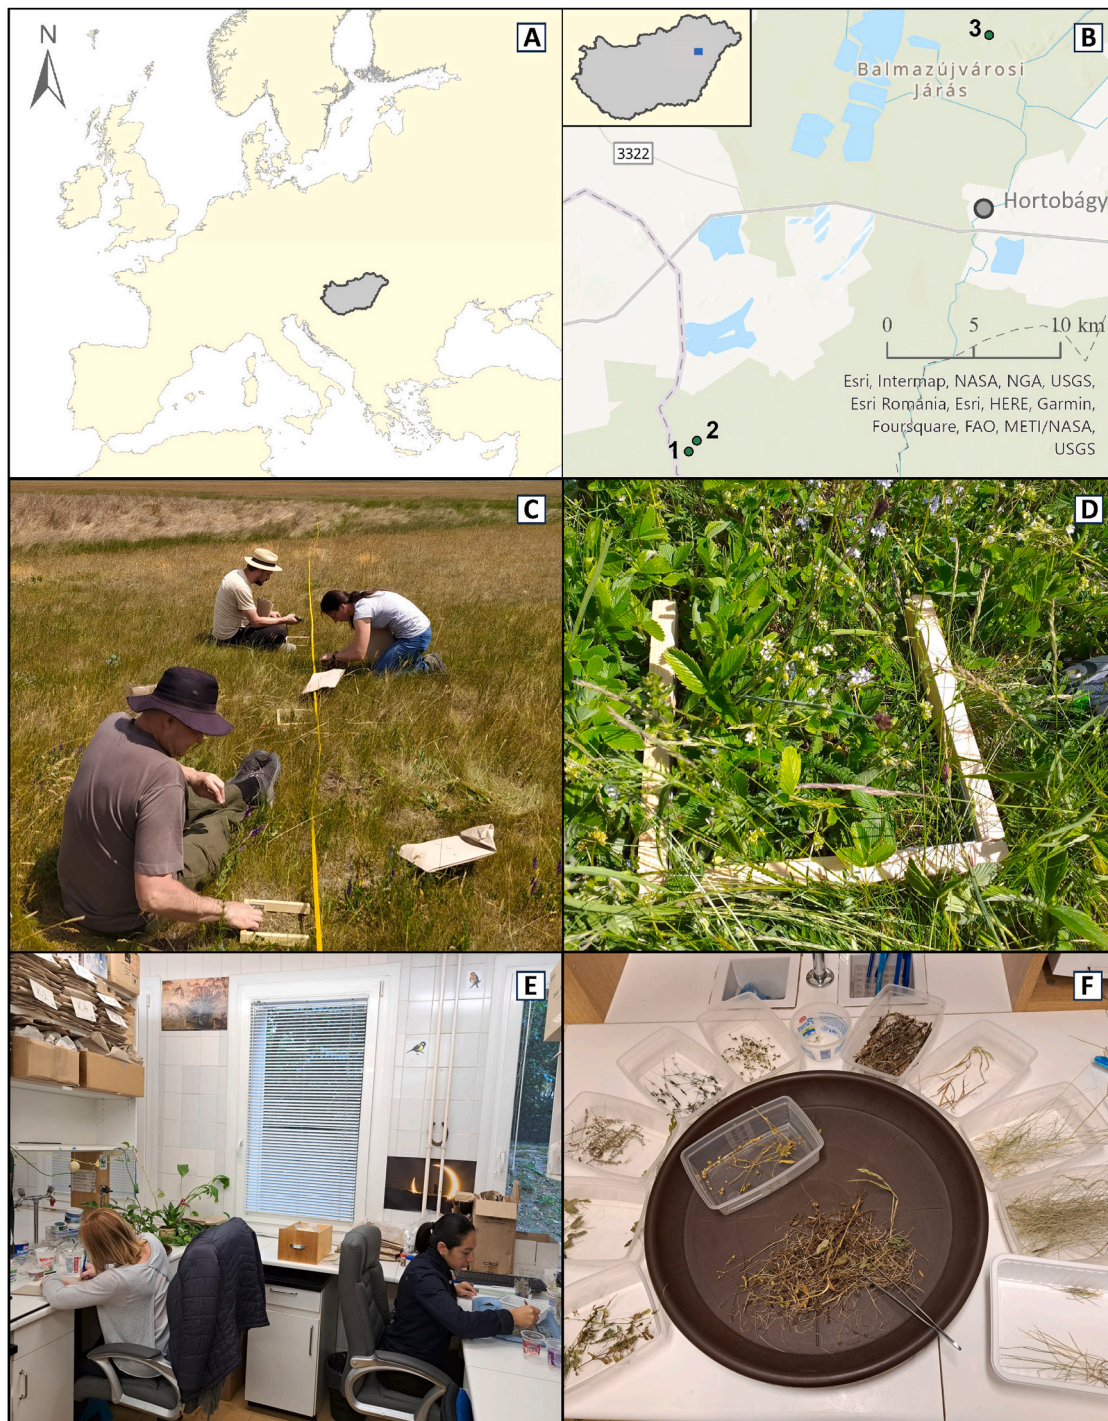 N
A
B
3
Balmazújvárosi
Járás
3322
Hortobágy
0 5 10 km
Esri, Intermap, NASA, NGA, USGS,
Esri Románia, Esri, HERE, Garmin,
Foursquare, FAO, METI/NASA,
USGS
2
1
C
D
E
F